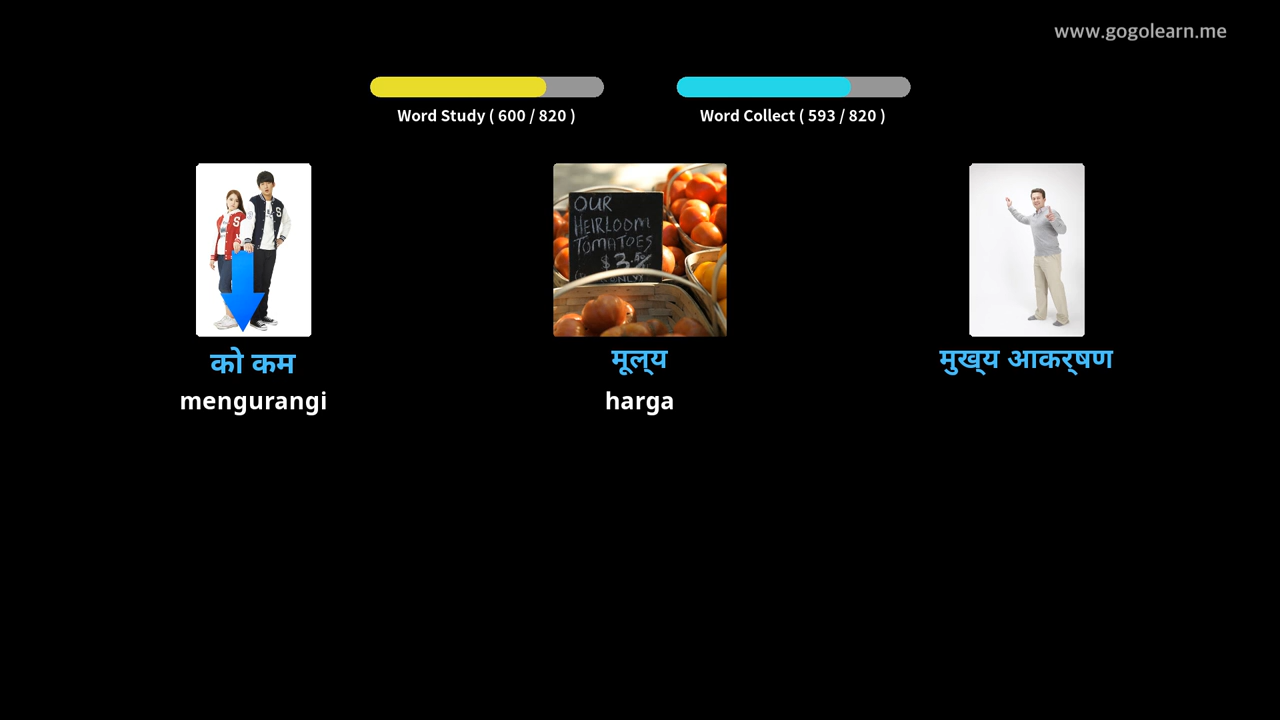 www.gogolearn.me
Word Study ( 600 / 820 )
Word Collect ( 593 / 820 )
OUR
HEIRLOOM
TOMATOES
$3.
को कम
मूल्य
मुख्य आकर्षण
mengurangi
harga